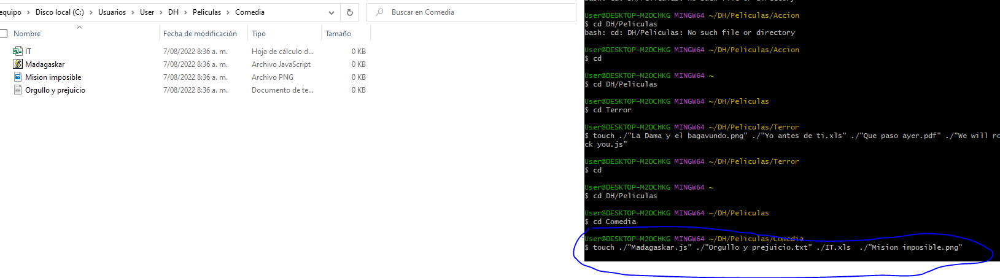 equipo > Disco local (C:) > Usuarios > User > DH > Peliculas > Comedia
Buscar en Comedia
Nombre Fecha de modificación Tipo Tamaño
IT 7/08/2022 8:36 a. m. Hoja de cálculo d... 0 KB
Madagaskar 7/08/2022 8:36 a. m. Archivo JavaScript 0 KB
Mision imposible 7/08/2022 8:36 a. m. Archivo PNG 0 KB
Orgullo y prejuicio 7/08/2022 8:36 a. m. Documento de te... 0 KB
bash: cd: DH/Peliculas: No such file or directory
User@DESKTOP-M2OCHKG MINGW64 ~/DH/Peliculas/Accion
$ cd DH/Peliculas
bash: cd: DH/Peliculas: No such file or directory
User@DESKTOP-M2OCHKG MINGW64 ~/DH/Peliculas/Accion
$ cd
User@DESKTOP-M2OCHKG MINGW64 ~
$ cd DH/Peliculas
User@DESKTOP-M2OCHKG MINGW64 ~/DH/Peliculas
$ cd Terror
User@DESKTOP-M2OCHKG MINGW64 ~/DH/Peliculas/Terror
$ touch ./"La Dama y el bagavundo.png" ./"Yo antes de ti.xls" ./"Que paso ayer.pdf" ./"We will ro
ck you.js"
User@DESKTOP-M2OCHKG MINGW64 ~/DH/Peliculas/Terror
$ cd
User@DESKTOP-M2OCHKG MINGW64 ~
$ cd DH/Peliculas
User@DESKTOP-M2OCHKG MINGW64 ~/DH/Peliculas
$ cd Comedia
User@DESKTOP-M2OCHKG MINGW64 ~/DH/Peliculas/Comedia
$ touch ./"Madagaskar.js" ./"Orgullo y prejuicio.txt" ./IT.xls  ./"Mision imposible.png"